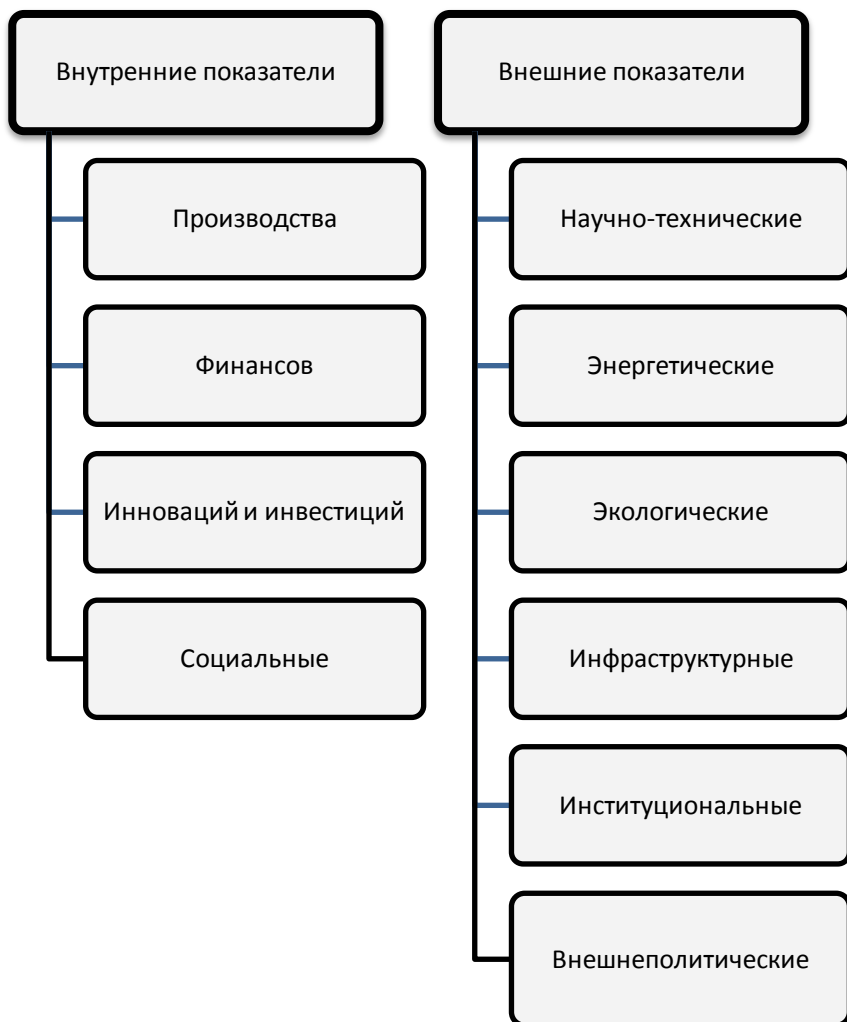 Внутренние показатели
Производства
Финансов
Инноваций и инвестиций
Социальные
Внешние показатели
Научно-технические
Энергетические
Экологические
Инфраструктурные
Институциональные
Внешнеполитические